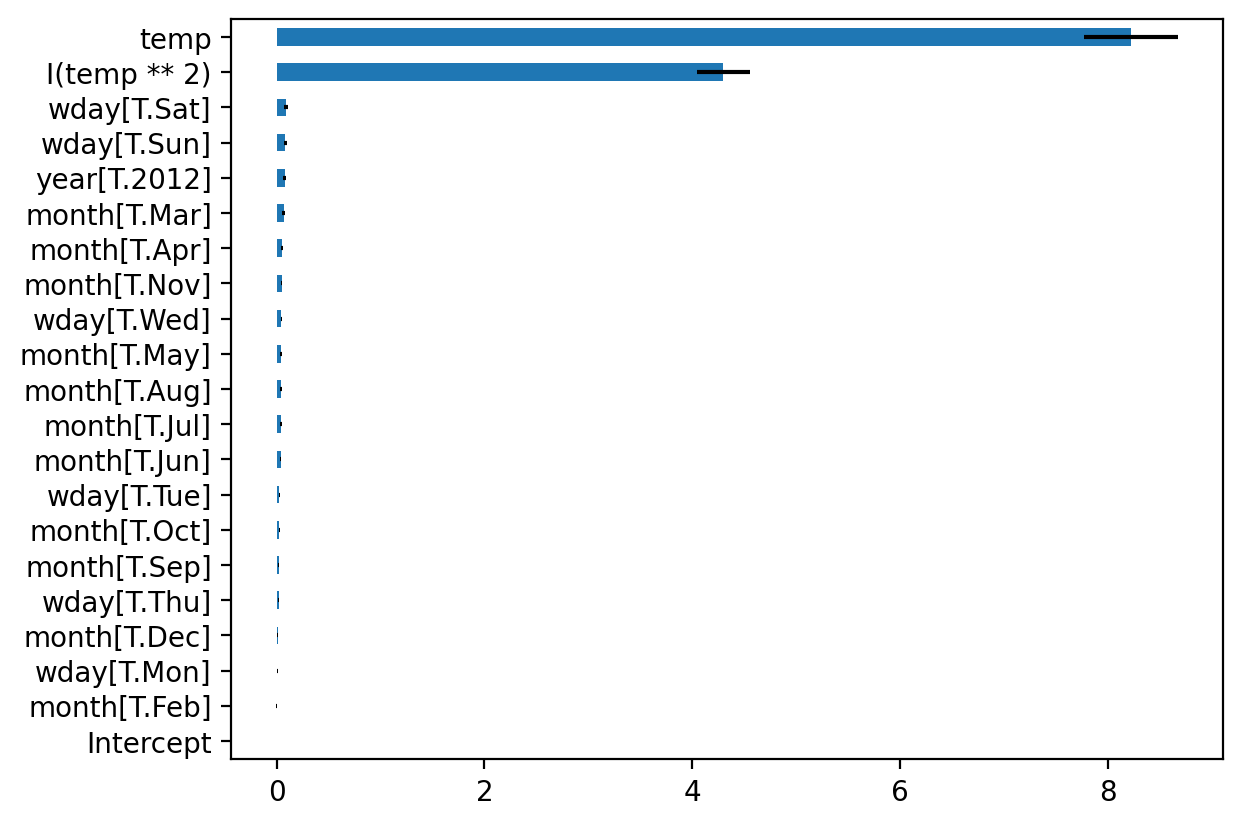 temp
I(temp ** 2)
wday[T.Sat]
wday[T.Sun]
year[T.2012]
month[T.Mar]
month[T.Apr]
month[T.Nov]
wday[T.Wed]
month[T.May]
month[T.Aug]
month[T.Jul]
month[T.Jun]
wday[T.Tue]
month[T.Oct]
month[T.Sep]
wday[T.Thu]
month[T.Dec]
wday[T.Mon]
month[T.Feb]
Intercept
0 2 4 6 8